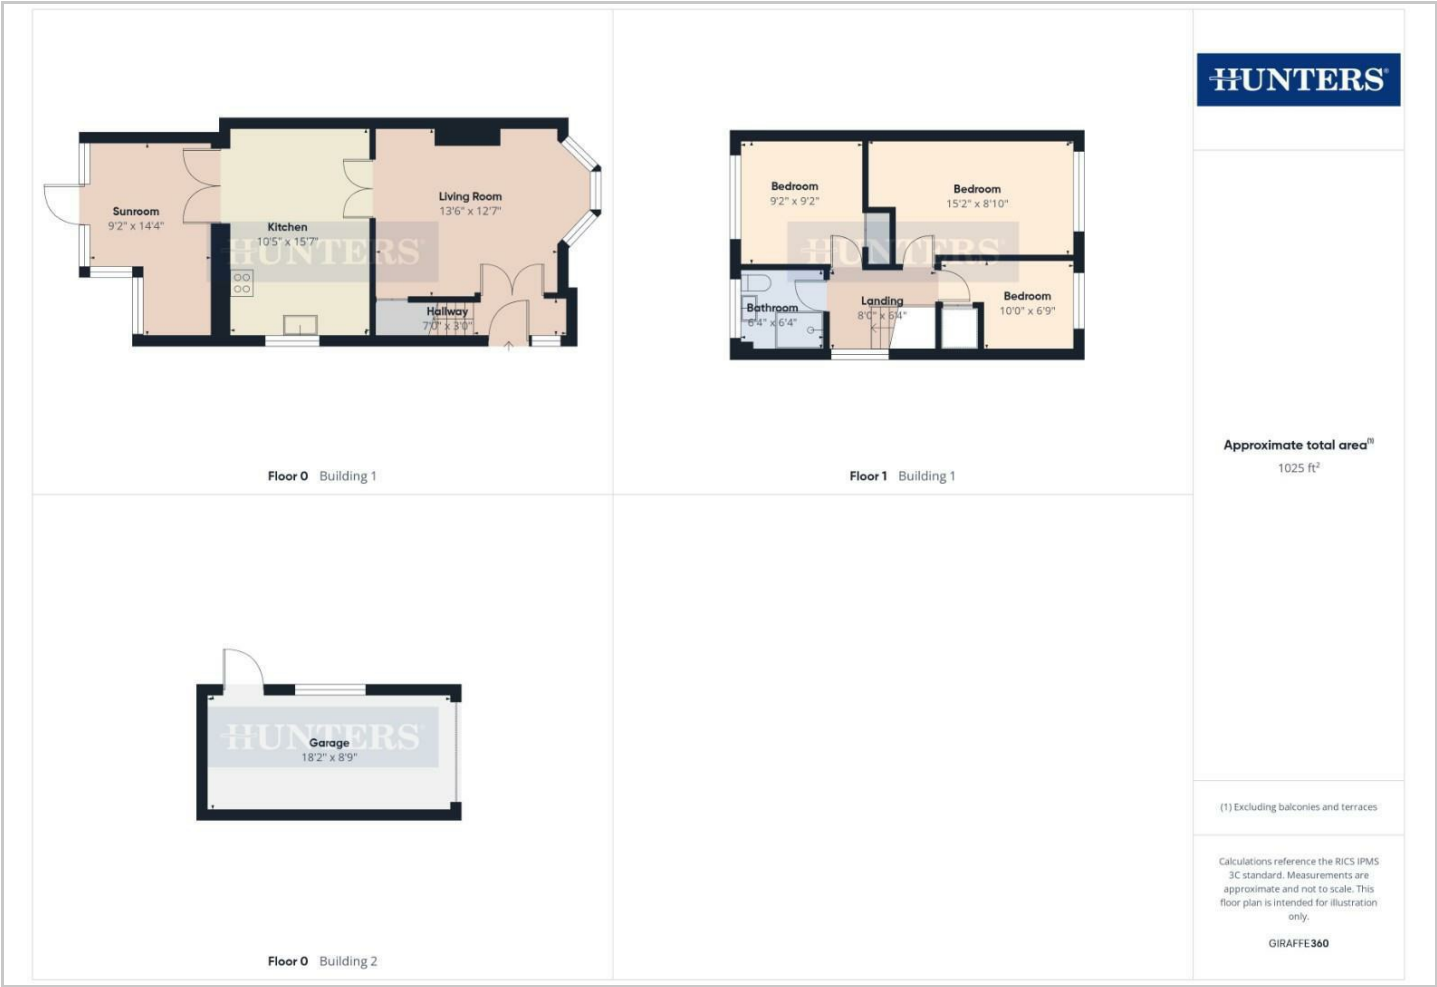 HUNTERS®
Sunroom
9'2" x 14'4"
Kitchen
10'5" x 15'7"
HUNTERS
Living Room
13'6" x 12'7"
Hallway
7'0" x 3'0"
Floor 0 Building 1
Bedroom
9'2" x 9'2"
Bedroom
15'2" x 8'10"
HUNTERS
Bathroom
6'4" x 6'4"
Landing
8'0" x 6'4"
Bedroom
10'0" x 6'9"
Floor 1 Building 1
HUNTERS
Garage
18'2" x 8'9"
Floor 0 Building 2
Approximate total area(1)
1025 ft²
(1) Excluding balconies and terraces
Calculations reference the RICS IPMS
3C standard. Measurements are
approximate and not to scale. This
floor plan is intended for illustration
only.
GIRAFFE360